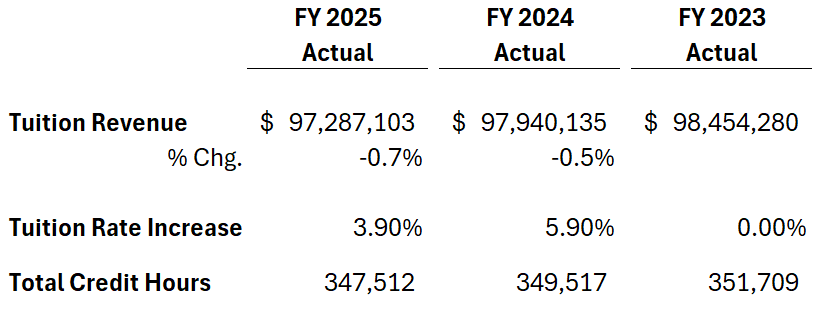 FY 2025 FY 2024 FY 2023
Actual Actual Actual
Tuition Revenue $ 97,287,103 $ 97,940,135 $ 98,454,280
% Chg. -0.7% -0.5%
Tuition Rate Increase 3.90% 5.90% 0.00%
Total Credit Hours 347,512 349,517 351,709